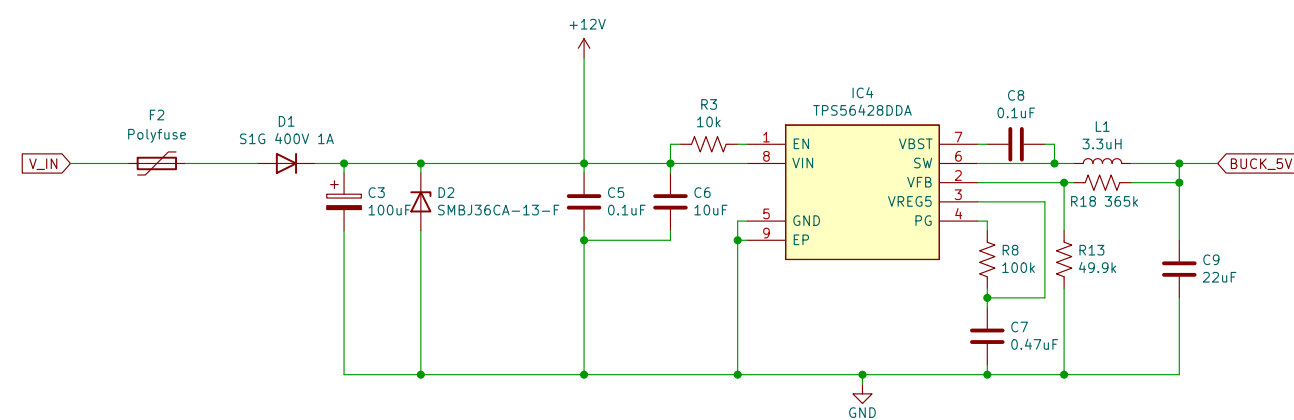 +12V
F2
Polyfuse
D1
S1G 400V 1A
V_IN
+
C3
100uF
D2
SMBJ36CA-13-F
C5
0.1uF
C6
10uF
R3
10k
IC4
TPS56428DDA
1
EN
8
VIN
5
GND
9
EP
VBST
7
SW
6
VFB
2
VREG5
3
PG
4
C8
0.1uF
L1
3.3uH
BUCK_5V
R18 365k
R8
100k
R13
49.9k
C9
22uF
C7
0.47uF
GND